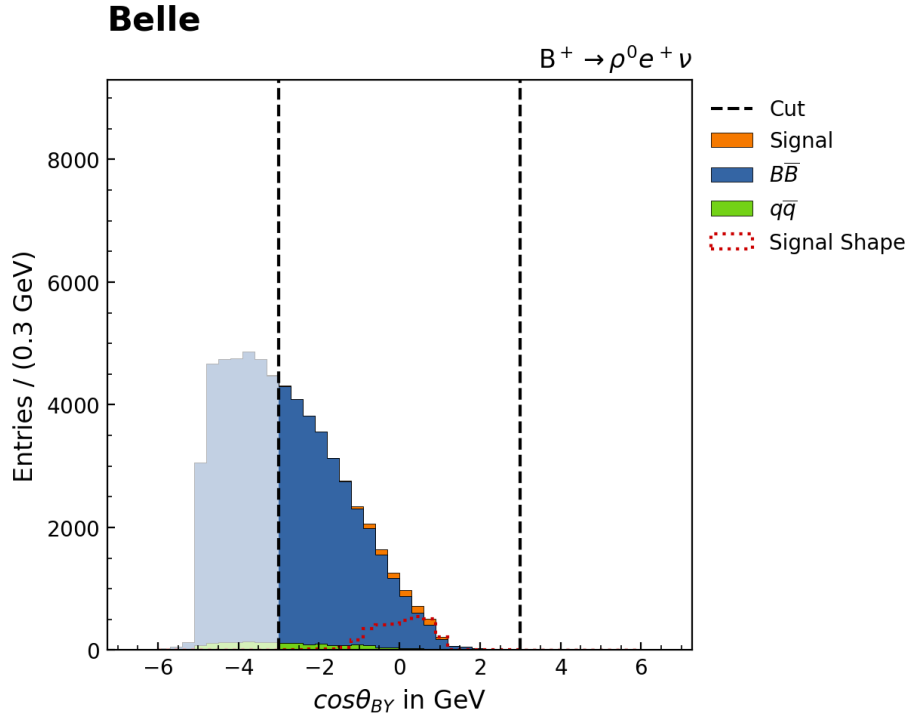 Belle
B⁺ → ρ⁰e⁺ν
Entries / (0.3 GeV)
8000
6000
4000
2000
0
−6 −4 −2 0 2 4 6
cosθ_BY in GeV
Cut
Signal
BB̅
qq̅
Signal Shape